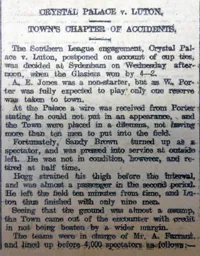 CRYSTAL PALACE v. LUTON.
TOWN'S CHAPTER OF ACCIDENTS.
The Southern League engagement, Crystal Pal-
ace v. Luton, postponed on account of cup ties,
was decided at Sydenham on Wednesday after-
noon, when the Glaziers won by 4—2.
A. E. Jones was a non-starter, but as W. Por-
ter was fully expected to play only one reserve
was taken to town.
At the Palace a wire was received from Porter
stating he could not put in an appearance, and
the Town were placed in a dilemma, not having
more than ten men to put into the field.
Fortunately, Sandy Brown turned up as a
spectator, and was pressed into service at outside
left. He was not in condition, however, and re-
tired at half time.
Hoey strained his thigh before the interval,
and was almost a passenger in the second period.
He left the field ten minutes from time, and Lu-
ton thus finished with only nine men.
Seeing that the ground was almost a swamp,
the Town came out of the encounter with credit
in not being beaten by a wider margin.
The teams were in charge of Mr. A. Farrant,
and lined up before 4,000 spectators as follows:—